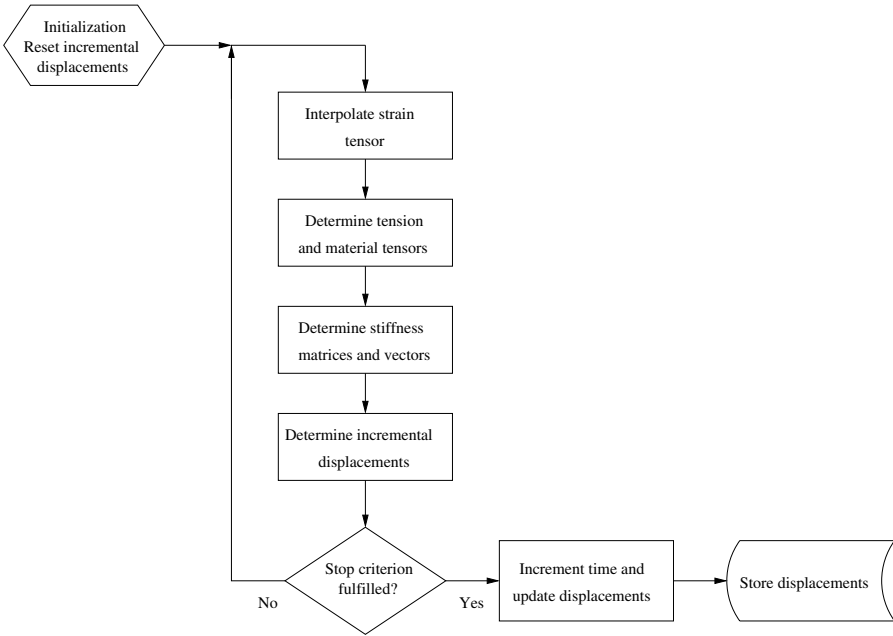 Initialization
Reset incremental
displacements
Interpolate strain
tensor
Determine tension
and material tensors
Determine stiffness
matrices and vectors
Determine incremental
displacements
Stop criterion
fulfilled?
No
Yes
Increment time and
update displacements
Store displacements